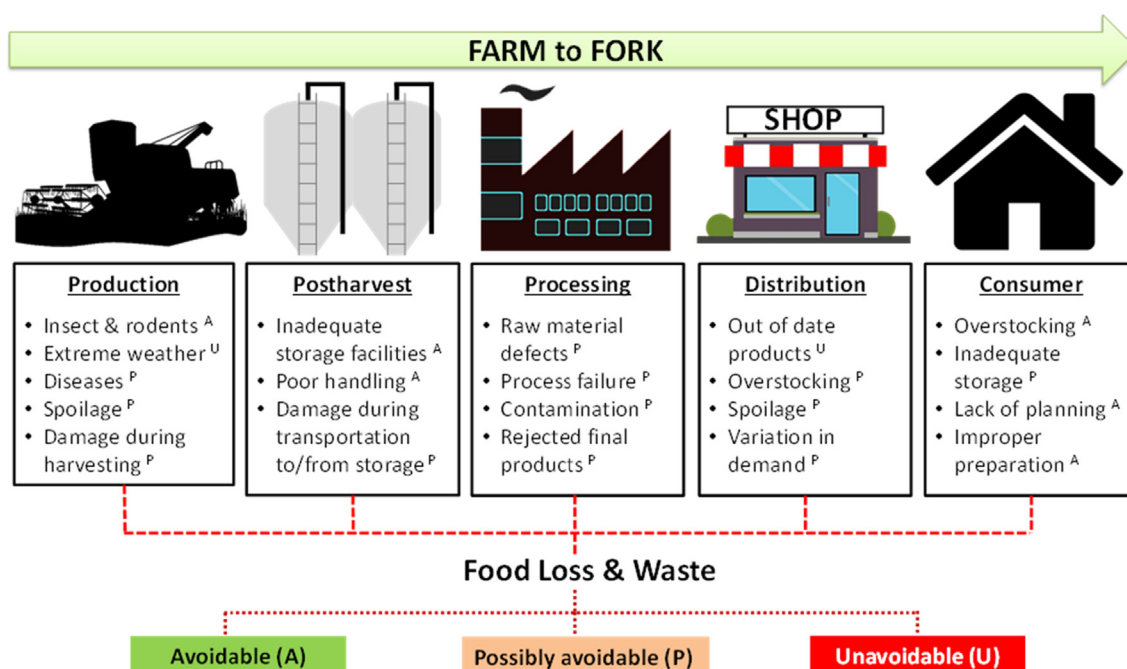 FARM to FORK
SHOP
Production
• Insect & rodents A
• Extreme weather U
• Diseases P
• Spoilage P
• Damage during
harvesting P
Postharvest
• Inadequate
storage facilities A
• Poor handling A
• Damage during
transportation
to/from storage P
Processing
• Raw material
defects P
• Process failure P
• Contamination P
• Rejected final
products P
Distribution
• Out of date
products U
• Overstocking P
• Spoilage P
• Variation in
demand P
Consumer
• Overstocking A
• Inadequate
storage P
• Lack of planning A
• Improper
preparation A
Food Loss & Waste
Avoidable (A)
Possibly avoidable (P)
Unavoidable (U)